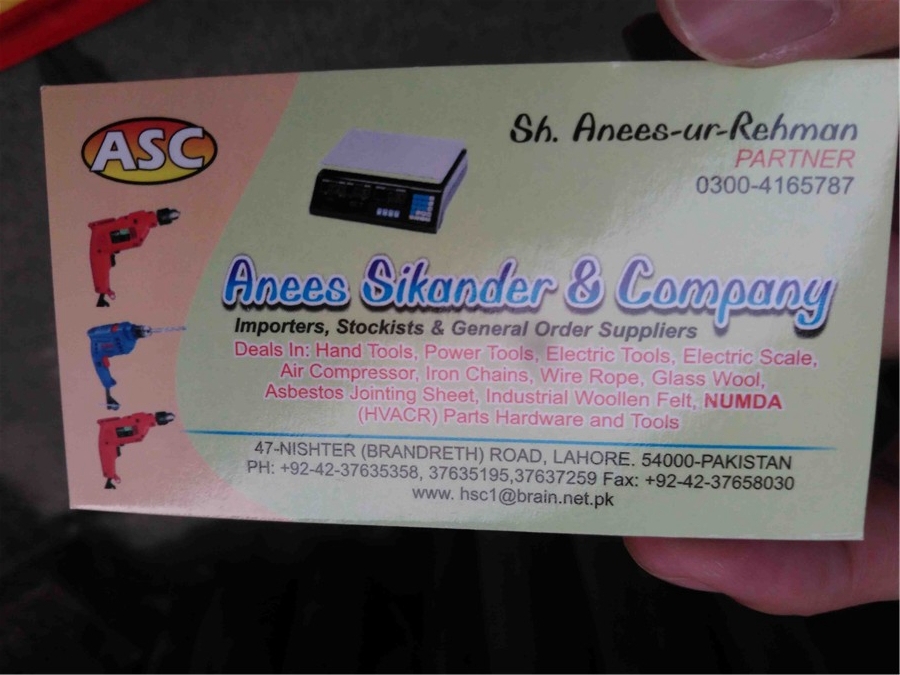 ASC
Sh. Anees-ur-Rehman
PARTNER
0300-4165787
Anees Sikander & Company
Importers, Stockists & General Order Suppliers
Deals In: Hand Tools, Power Tools, Electric Tools, Electric Scale,
Air Compressor, Iron Chains, Wire Rope, Glass Wool,
Asbestos Jointing Sheet, Industrial Woollen Felt, NUMDA
(HVACR) Parts Hardware and Tools
47-NISHTER (BRANDRETH) ROAD, LAHORE. 54000-PAKISTAN
PH: +92-42-37635358, 37635195,37637259 Fax: +92-42-37658030
www. hsc1@brain.net.pk